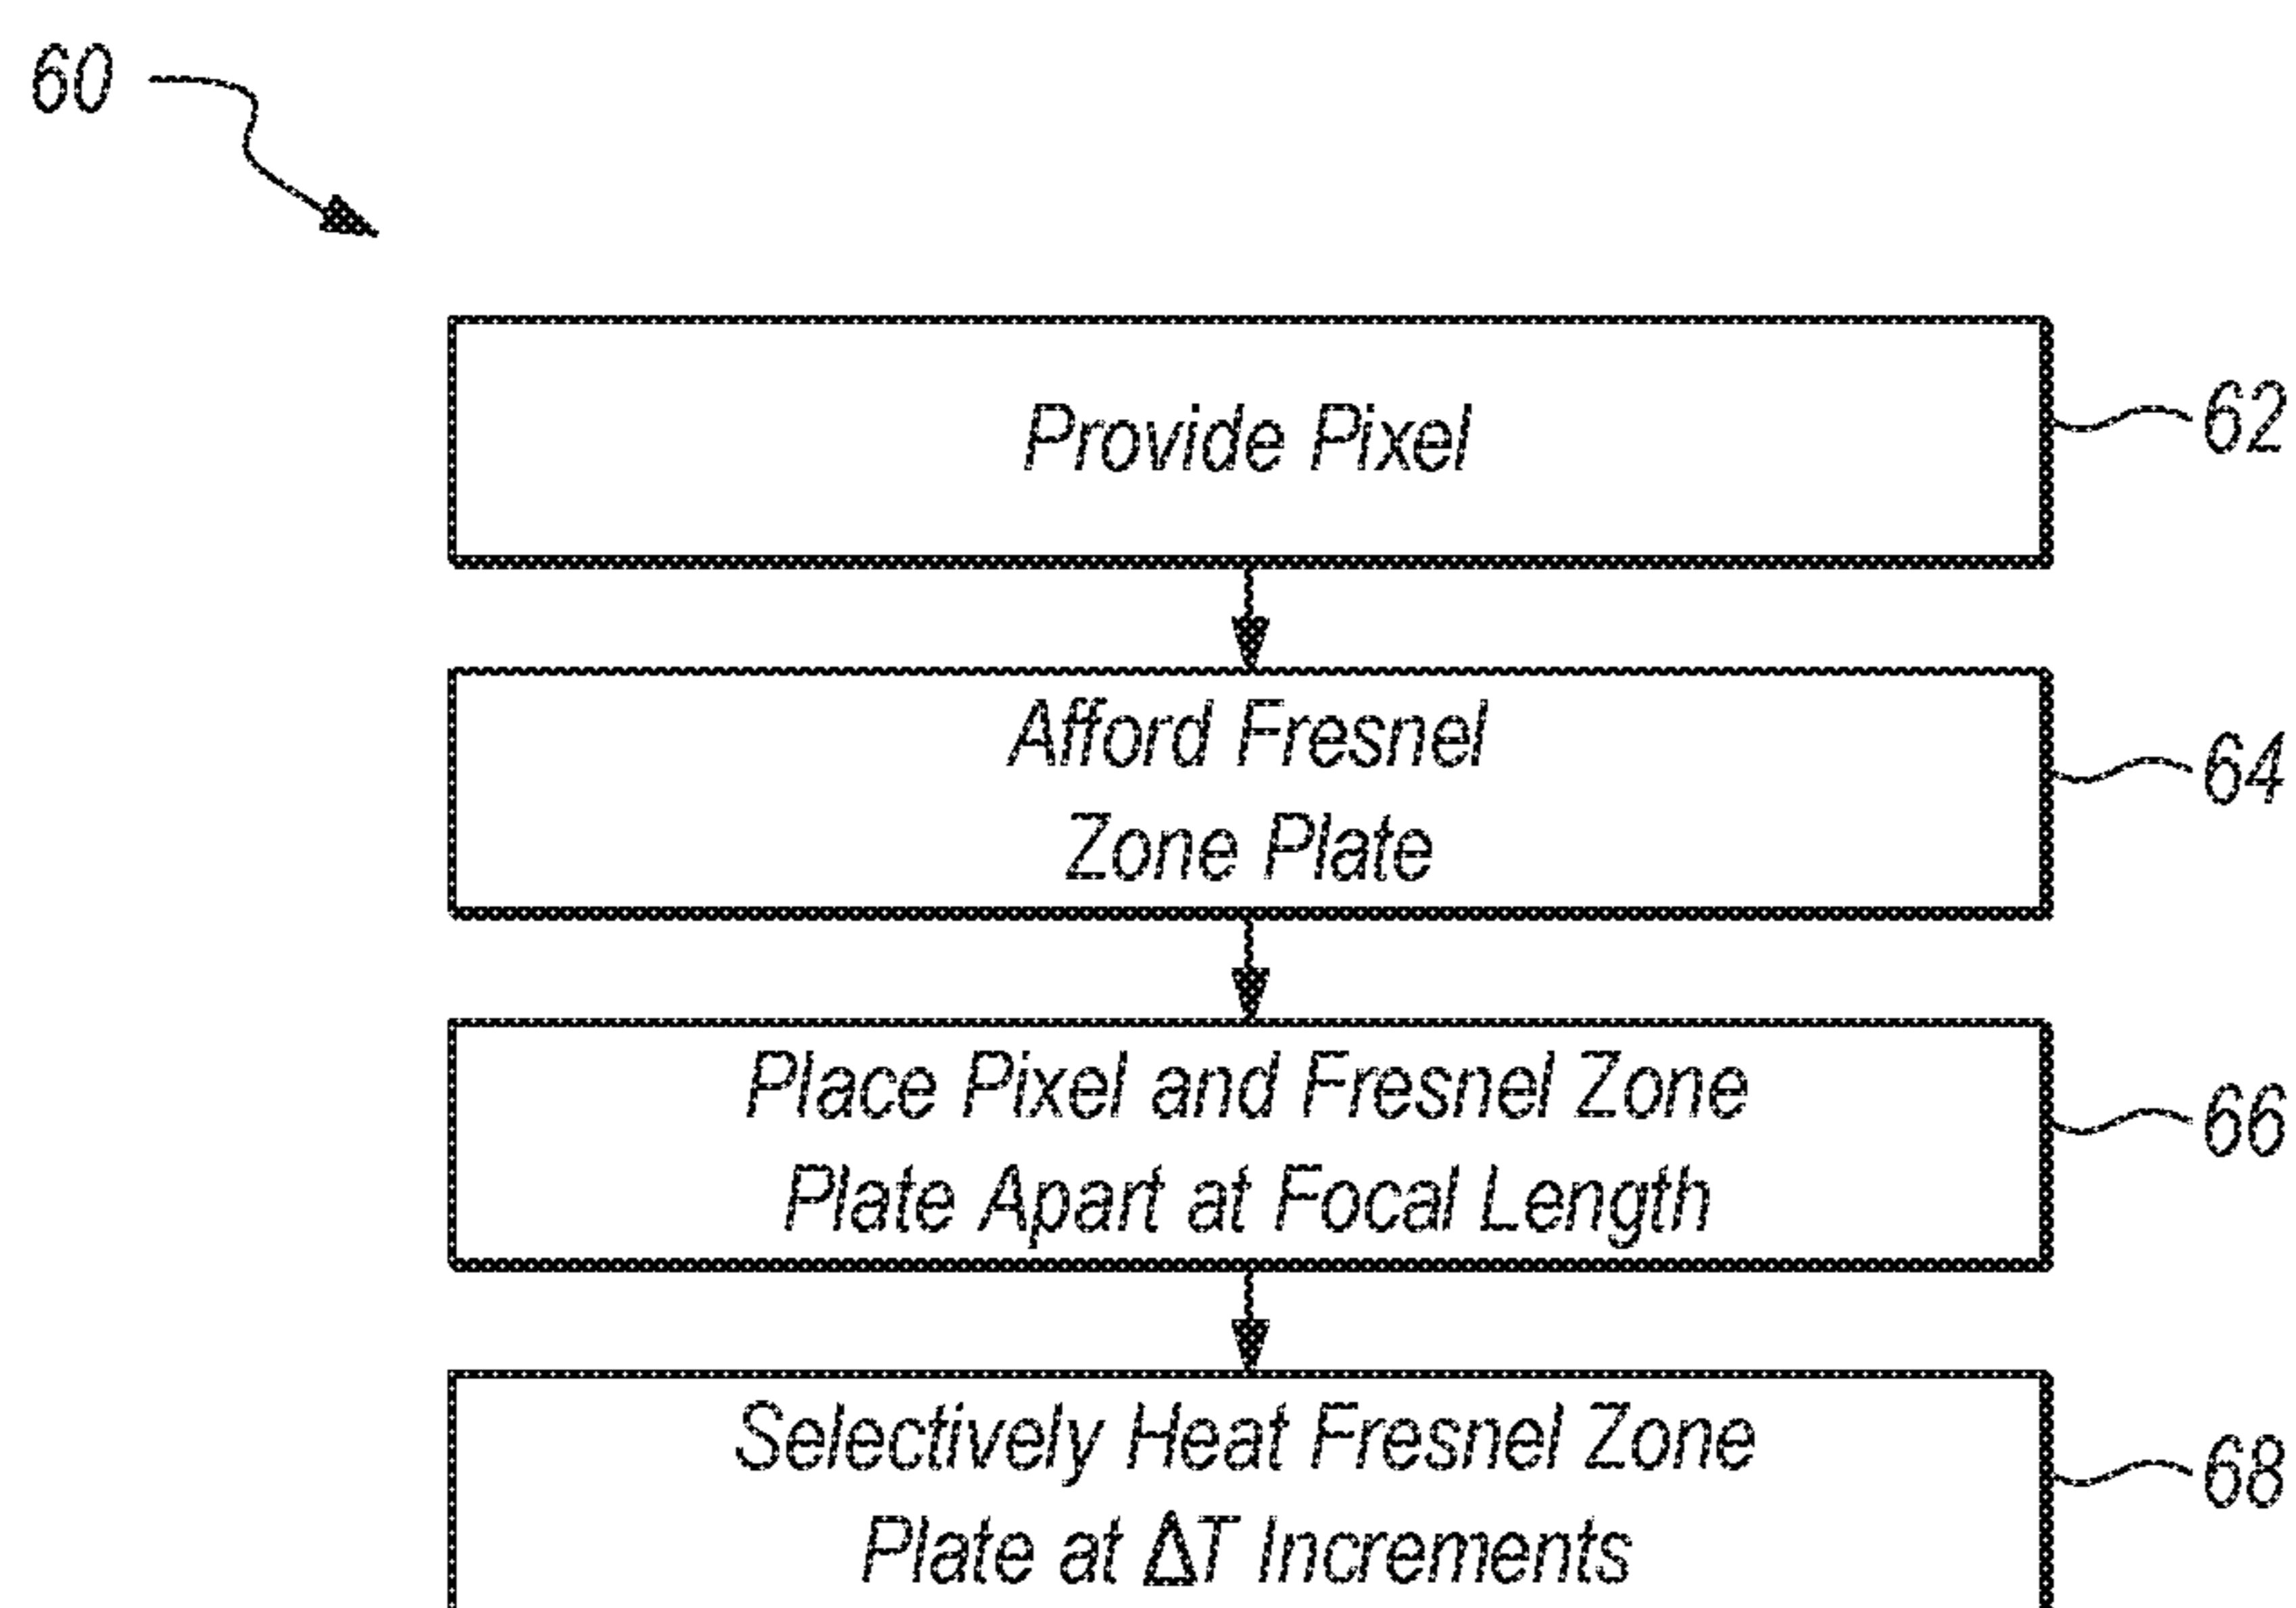 60
Provide Pixel
62
Afford Fresnel
Zone Plate
64
Place Pixel and Fresnel Zone
Plate Apart at Focal Length
66
Selectively Heat Fresnel Zone
Plate at ΔT Increments
68